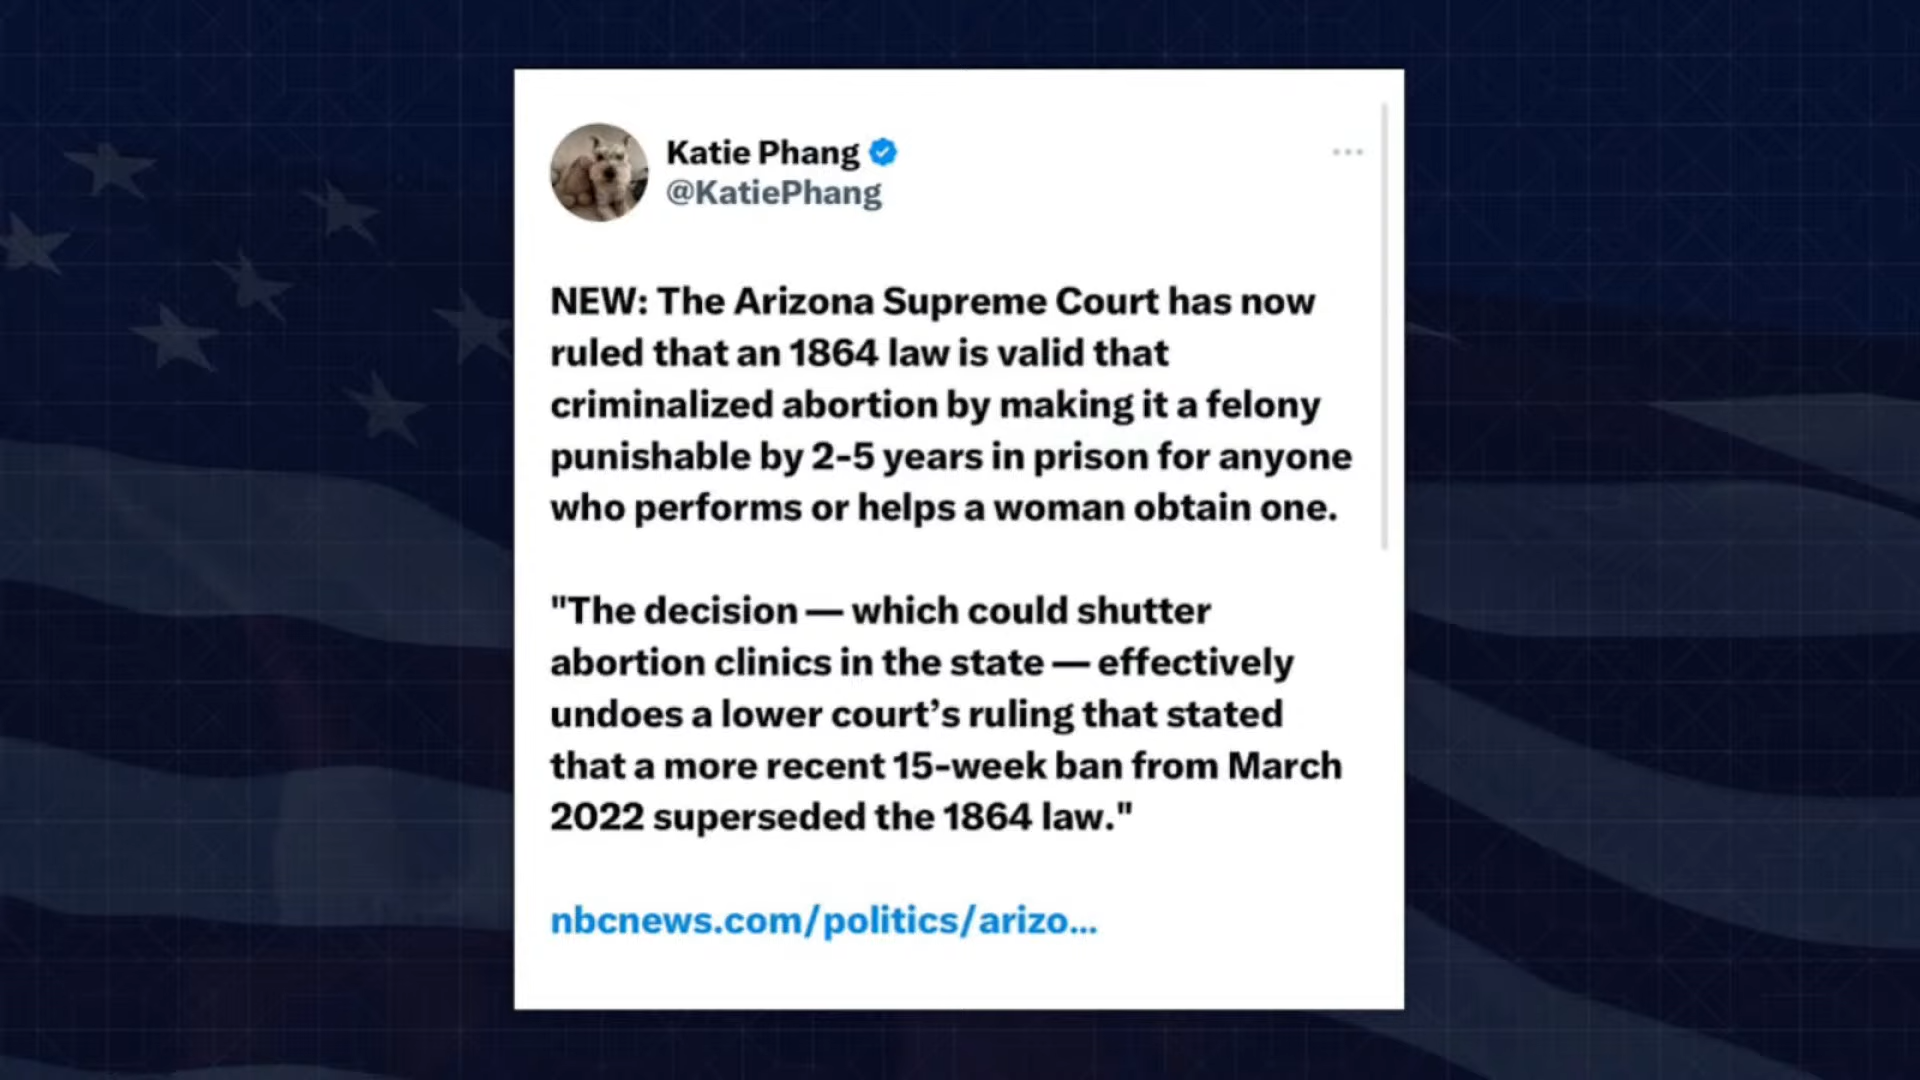 Katie Phang
@KatiePhang
NEW: The Arizona Supreme Court has now
ruled that an 1864 law is valid that
criminalized abortion by making it a felony
punishable by 2-5 years in prison for anyone
who performs or helps a woman obtain one.
"The decision — which could shutter
abortion clinics in the state — effectively
undoes a lower court’s ruling that stated
that a more recent 15-week ban from March
2022 superseded the 1864 law."
nbcnews.com/politics/arizo...